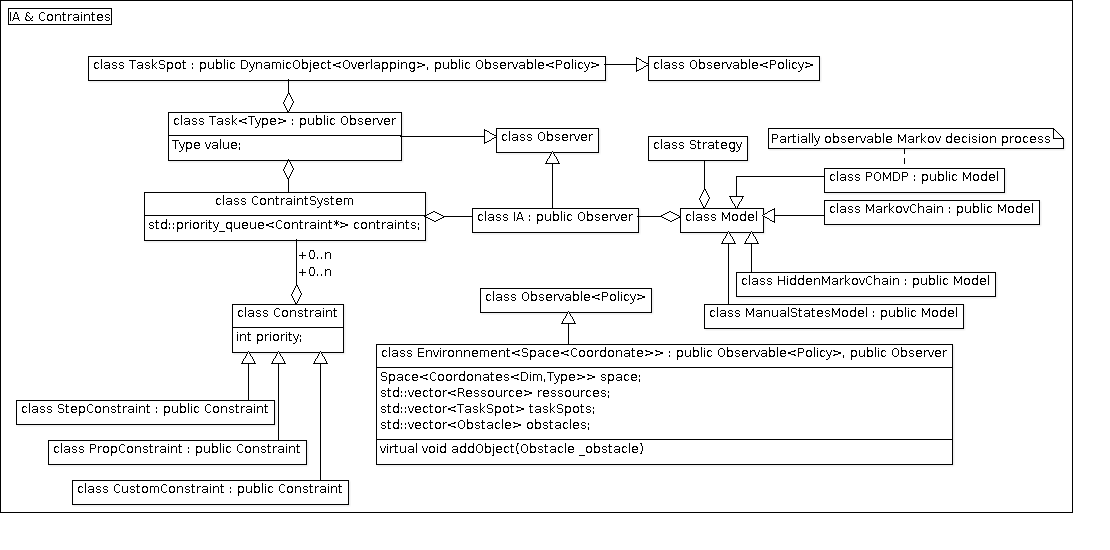 IA & Contraintes
class TaskSpot : public DynamicObject<Overlapping>, public Observable<Policy>
class Observable<Policy>
class Task<Type> : public Observer
Type value;
class Observer
class Strategy
Partially observable Markov decision process
class POMDP : public Model
class ContraintSystem
std::priority_queue<Contraint*> contraints;
class IA : public Observer
class Model
class MarkovChain : public Model
+0..n
+0..n
class HiddenMarkovChain : public Model
class Observable<Policy>
class ManualStatesModel : public Model
class Constraint
int priority;
class Environnement<Space<Coordonate>> : public Observable<Policy>, public Observer
Space<Coordonates<Dim,Type>> space;
std::vector<Ressource> ressources;
std::vector<TaskSpot> taskSpots;
std::vector<Obstacle> obstacles;
virtual void addObject(Obstacle _obstacle)
class StepConstraint : public Constraint
class PropConstraint : public Constraint
class CustomConstraint : public Constraint